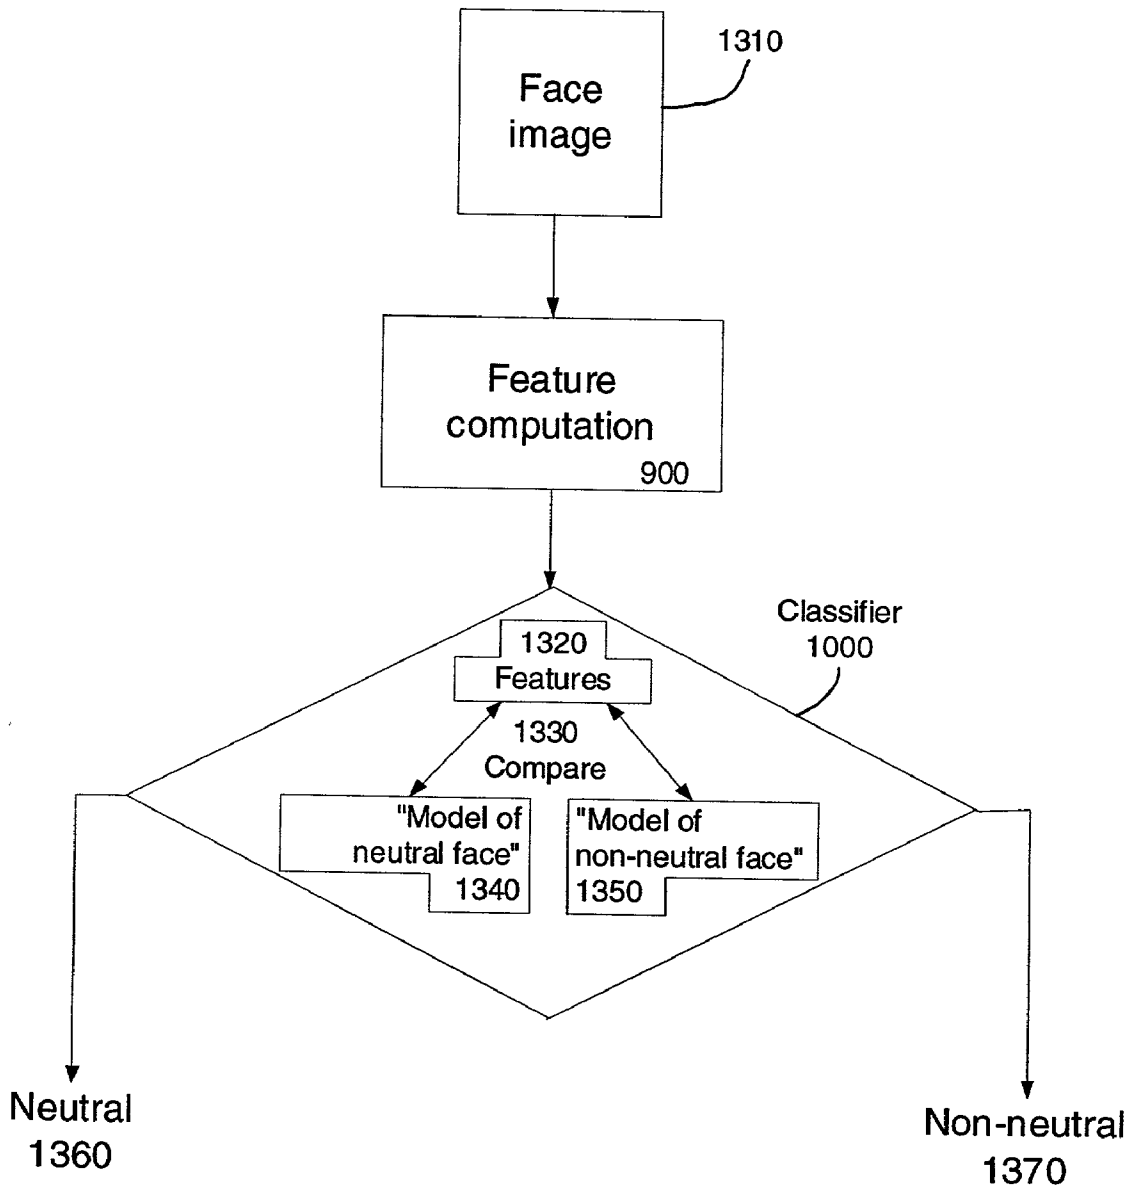 1310
Face
image
Feature
computation
900
Classifier
1000
1320
Features
1330
Compare
"Model of
neutral face"
1340
"Model of
non-neutral face"
1350
Neutral
1360
Non-neutral
1370